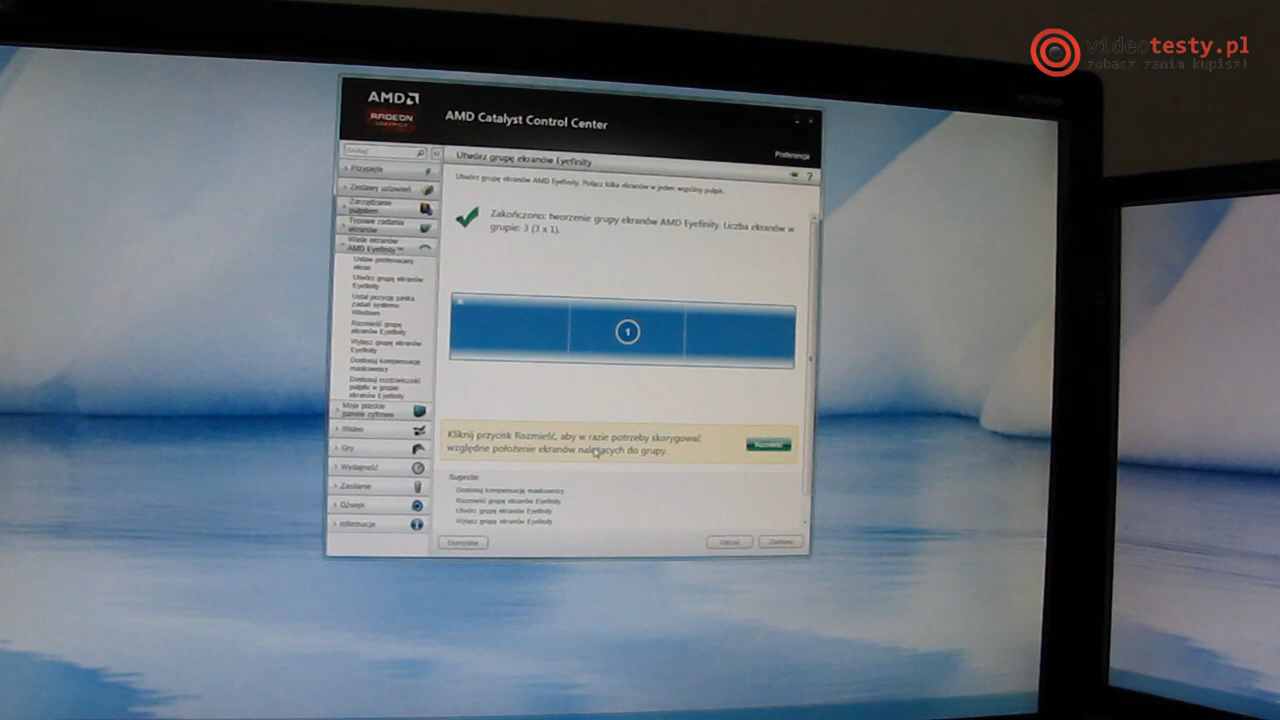 videotesty.pl
zobacz zanim kupisz!
AMD
RADEON
GRAPHICS
AMD Catalyst Control Center
Preferencje
Szukaj
Przypięte
Zestawy ustawień
Zarządzanie
pulpitem
Typowe zadania
ekranów
Wiele ekranów
AMD Eyefinity™
Ustaw preferowany
ekran
Utwórz grupę ekranów
Eyefinity
Ustal pozycję paska
zadań systemu
Windows
Rozmieść grupę
ekranów Eyefinity
Wyłącz grupę ekranów
Eyefinity
Dostosuj kompensację
maskownicy
Dostosuj rozdzielczość
pulpitu w grupie
ekranów Eyefinity
Moje płaskie
panele cyfrowe
Wideo
Gry
Wydajność
Zasilanie
Dźwięk
Informacje
Utwórz grupę ekranów Eyefinity
?
Utwórz grupę ekranów AMD Eyefinity. Połącz kilka ekranów w jeden wspólny pulpit.
Zakończono: tworzenie grupy ekranów AMD Eyefinity. Liczba ekranów w
grupie: 3 (3 x 1).
1
Kliknij przycisk Rozmieść, aby w razie potrzeby skorygować
względne położenie ekranów należących do grupy.
Rozmieść
Sugestie:
Dostosuj kompensację maskownicy
Rozmieść grupę ekranów Eyefinity
Utwórz grupę ekranów Eyefinity
Wyłącz grupę ekranów Eyefinity
Domyślne
Odrzuć
Zastosuj